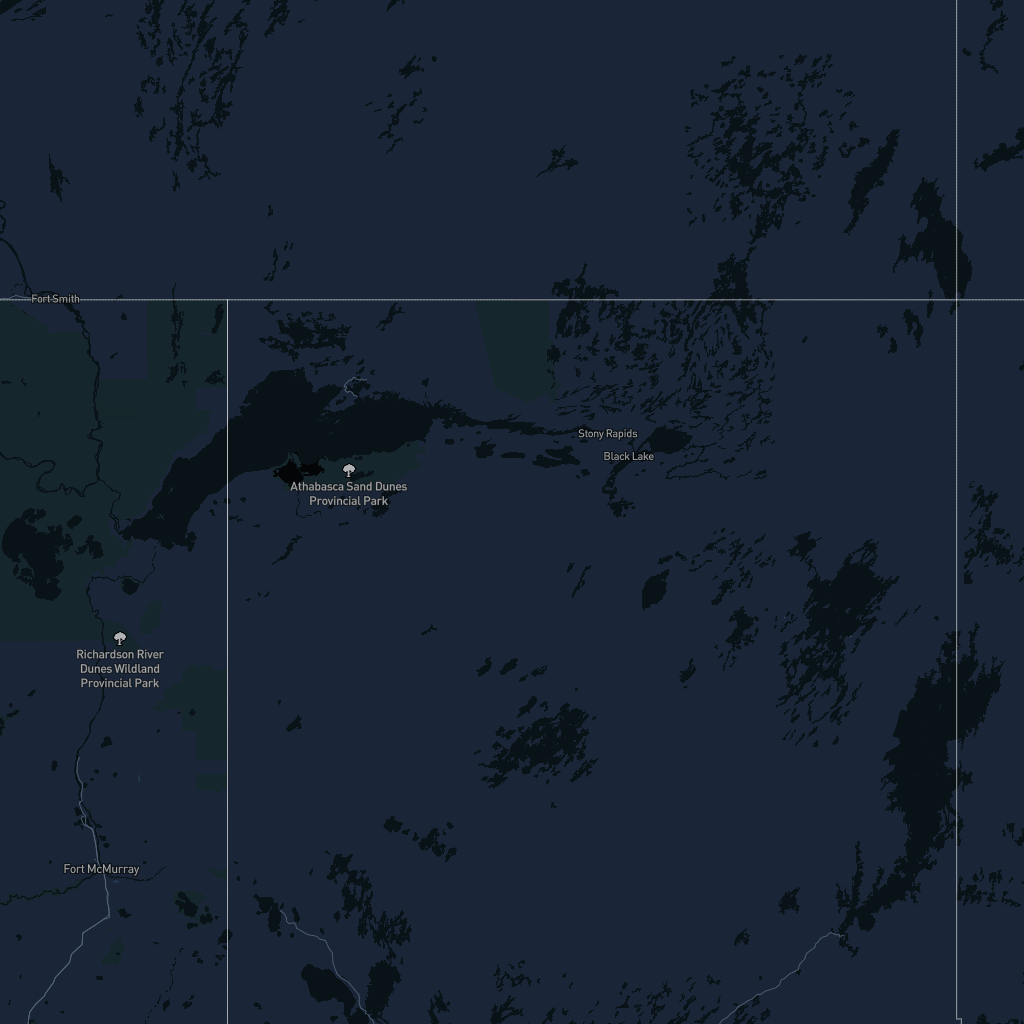 Fort Smith
Stony Rapids
Black Lake
Athabasca Sand Dunes
Provincial Park
Richardson River
Dunes Wildland
Provincial Park
Fort McMurray